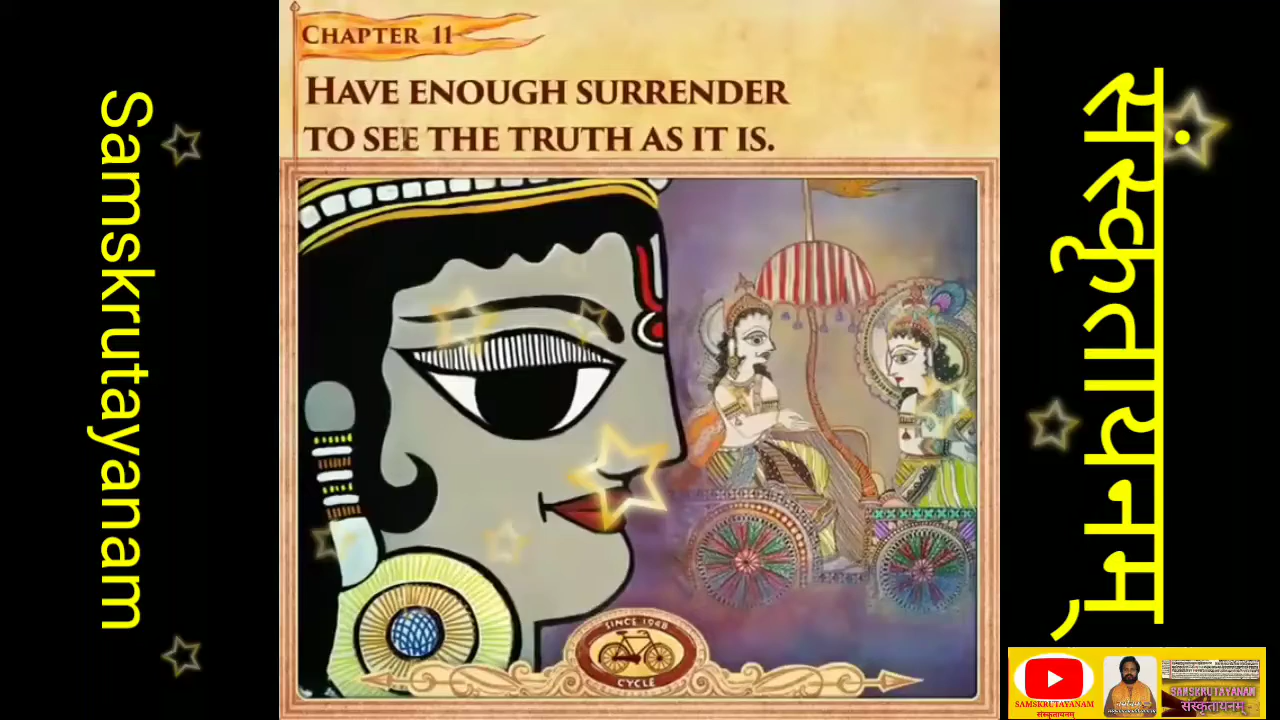 Samskrutayanam
CHAPTER 11
HAVE ENOUGH SURRENDER
TO SEE THE TRUTH AS IT IS.
SINCE 1948
CYCLE
संस्कृतायनम्
SAMSKRUTAYANAM
संस्कृतायनम्
SAMSKRUTAYANAM
संस्कृतायनम्